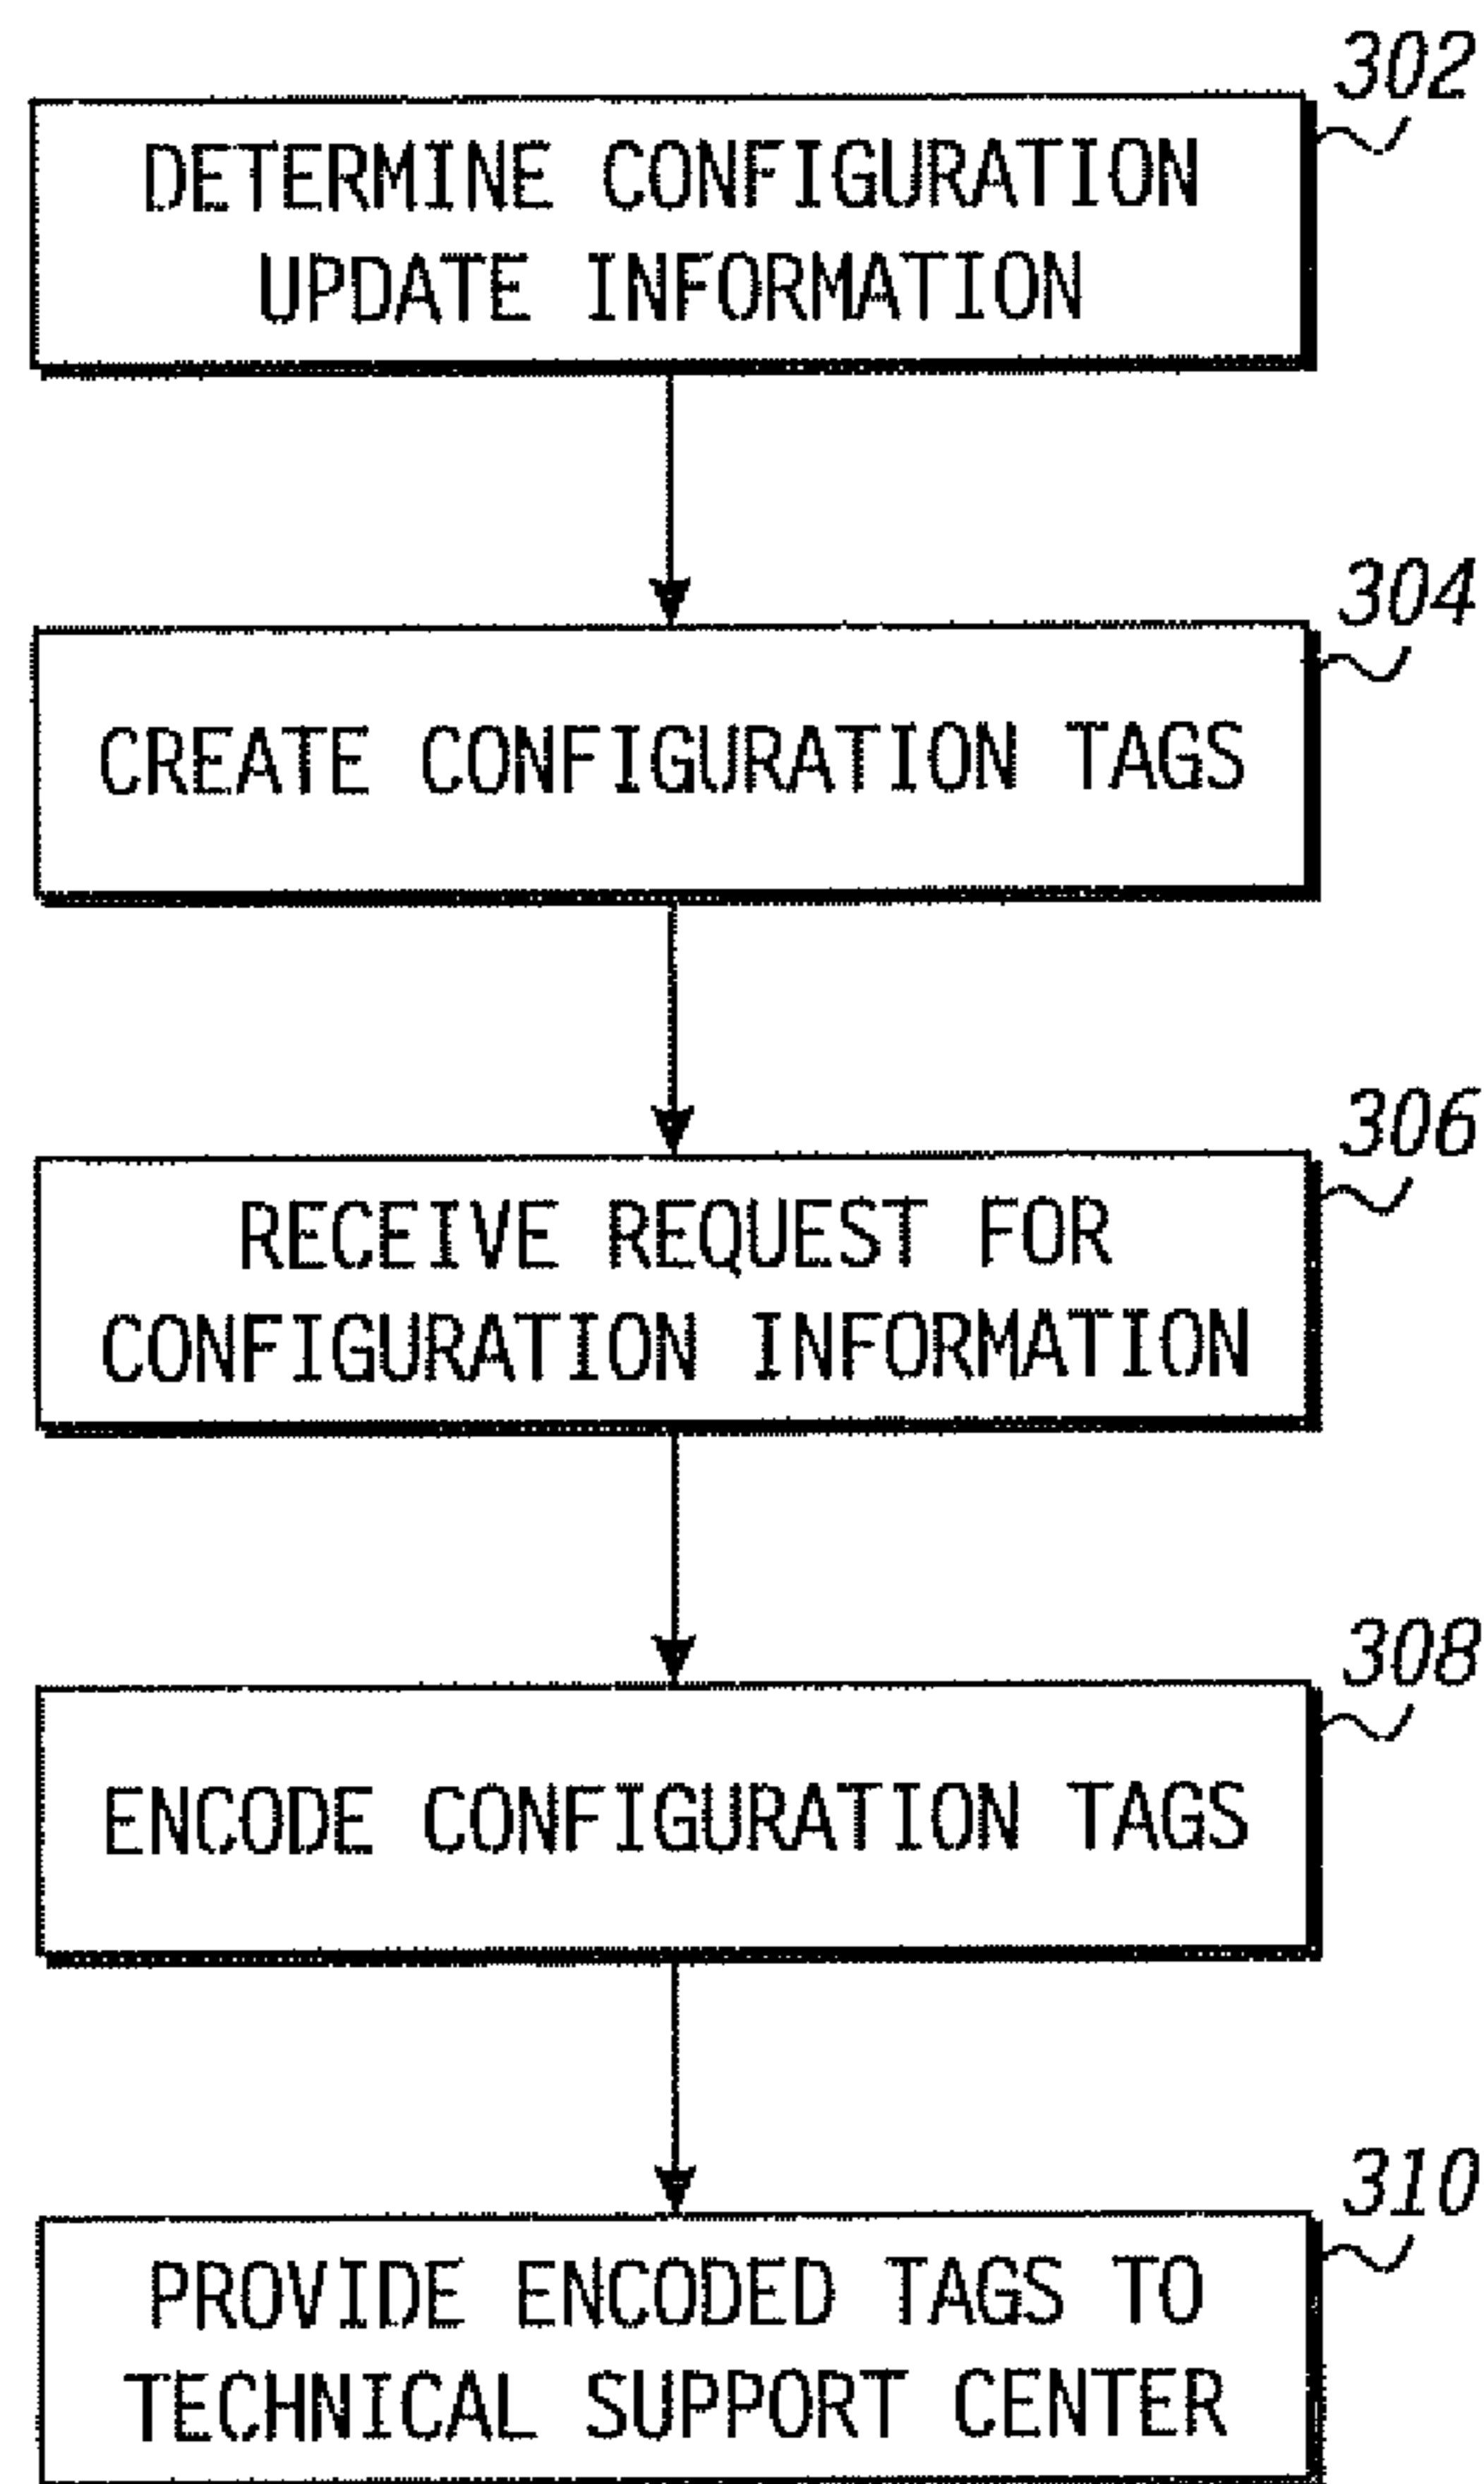 302
DETERMINE CONFIGURATION
UPDATE INFORMATION
304
CREATE CONFIGURATION TAGS
306
RECEIVE REQUEST FOR
CONFIGURATION INFORMATION
308
ENCODE CONFIGURATION TAGS
310
PROVIDE ENCODED TAGS TO
TECHNICAL SUPPORT CENTER